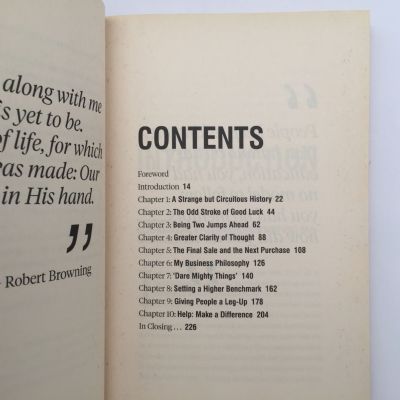 along with me
is yet to be.
of life, for which
was made: Our
in His hand.
”
Robert Browning
CONTENTS
Foreword
Introduction 14
Chapter 1: A Strange but Circuitous History 22
Chapter 2: The Odd Stroke of Good Luck 44
Chapter 3: Being Two Jumps Ahead 62
Chapter 4: Greater Clarity of Thought 88
Chapter 5: The Final Sale and the Next Purchase 108
Chapter 6: My Business Philosophy 126
Chapter 7: ‘Dare Mighty Things’ 140
Chapter 8: Setting a Higher Benchmark 162
Chapter 9: Giving People a Leg-Up 178
Chapter 10: Help: Make a Difference 204
In Closing . . . 226